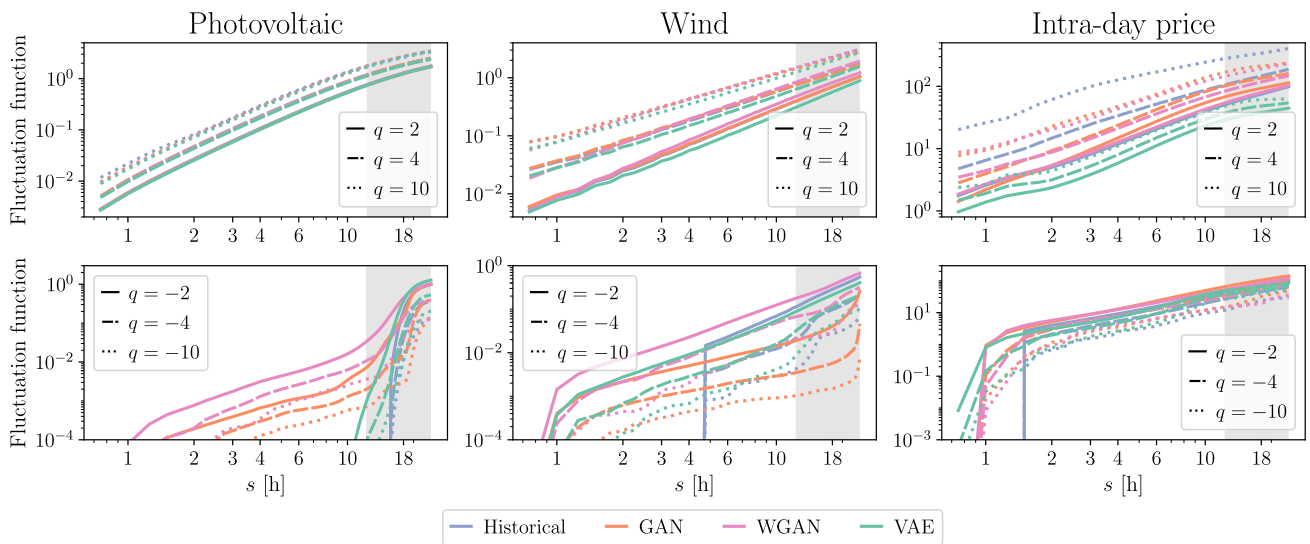 Photovoltaic
Wind
Intra-day price
Fluctuation function
10^0
10^-1
10^-2
q = 2
q = 4
q = 10
1 2 3 4 6 10 18
10^0
10^-1
10^-2
q = 2
q = 4
q = 10
1 2 3 4 6 10 18
10^2
10^1
10^0
q = 2
q = 4
q = 10
1 2 3 4 6 10 18
Fluctuation function
10^0
10^-2
10^-4
q = −2
q = −4
q = −10
1 2 3 4 6 10 18
s [h]
10^0
10^-2
10^-4
q = −2
q = −4
q = −10
1 2 3 4 6 10 18
s [h]
10^1
10^-1
10^-3
q = −2
q = −4
q = −10
1 2 3 4 6 10 18
s [h]
Historical GAN WGAN VAE